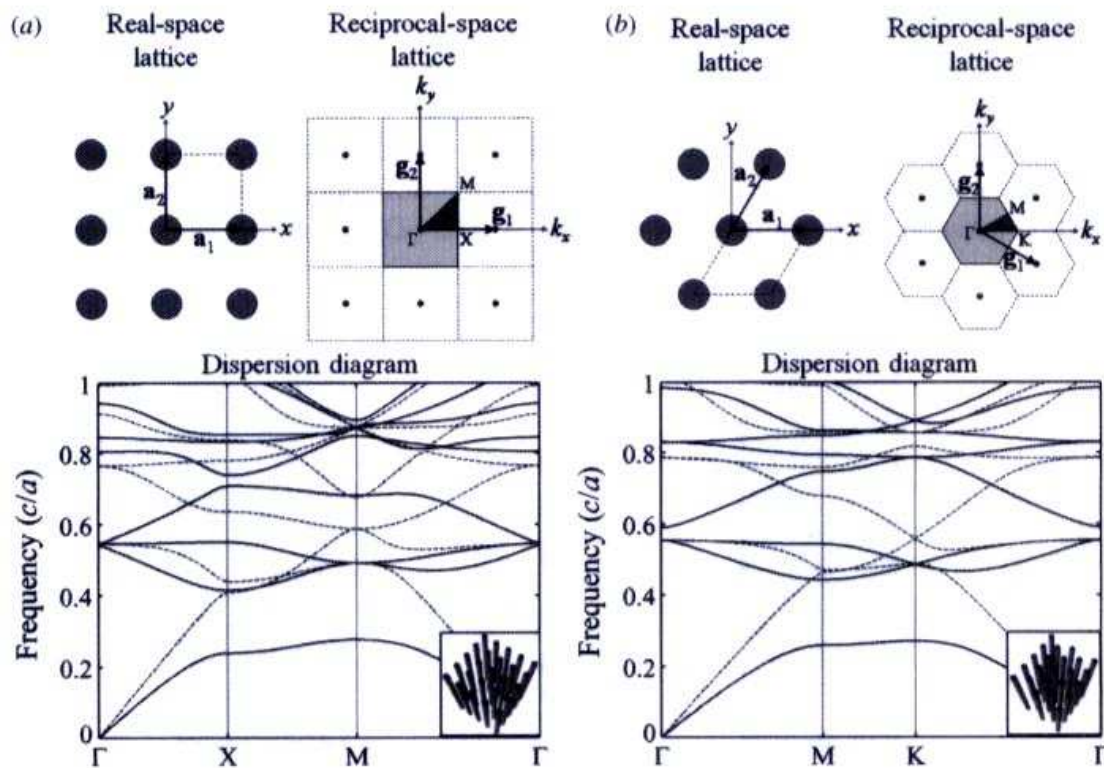 (a)
Real-space
lattice
Reciprocal-space
lattice
y
a2
a1
x
ky
g2
M
g1
Γ
X
kx
Dispersion diagram
Frequency (c/a)
1
0.8
0.6
0.4
0.2
0
Γ
X
M
Γ
(b)
Real-space
lattice
Reciprocal-space
lattice
y
a2
a1
x
ky
g2
M
Γ
K
g1
kx
Dispersion diagram
Frequency (c/a)
1
0.8
0.6
0.4
0.2
0
Γ
M
K
Γ